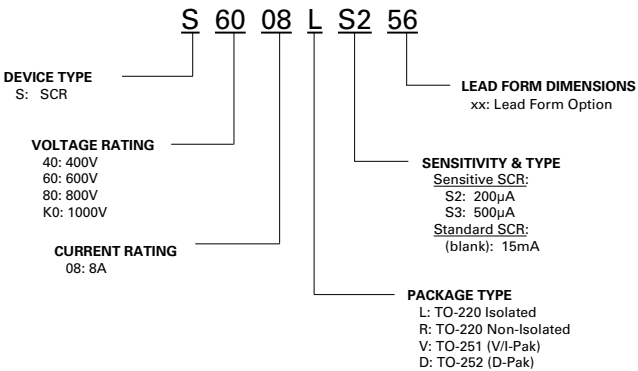 S 60 08 L S2 56
DEVICE TYPE
S: SCR
VOLTAGE RATING
40: 400V
60: 600V
80: 800V
K0: 1000V
CURRENT RATING
08: 8A
LEAD FORM DIMENSIONS
xx: Lead Form Option
SENSITIVITY & TYPE
Sensitive SCR:
S2: 200μA
S3: 500μA
Standard SCR:
(blank): 15mA
PACKAGE TYPE
L: TO-220 Isolated
R: TO-220 Non-Isolated
V: TO-251 (V/I-Pak)
D: TO-252 (D-Pak)